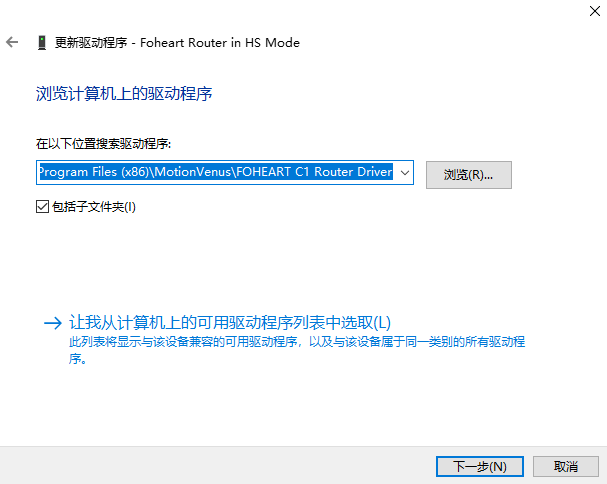 更新驱动程序 - Foheart Router in HS Mode
浏览计算机上的驱动程序
在以下位置搜索驱动程序:
Program Files (x86)\MotionVenus\FOHEART C1 Router Driver
浏览(R)...
包括子文件夹(I)
让我从计算机上的可用驱动程序列表中选取(L)
此列表将显示与该设备兼容的可用驱动程序，以及与该设备属于同一类别的所有驱动程
序。
下一步(N)
取消